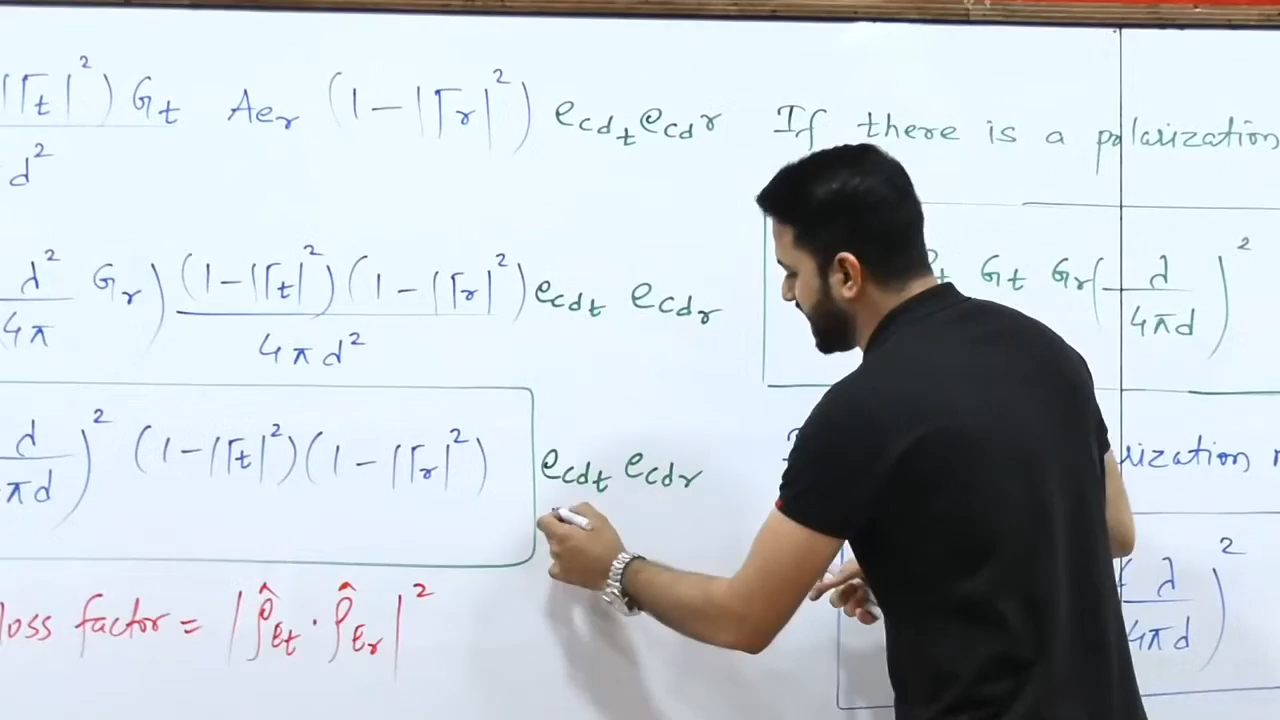 |Γt|²) Gt Aer (1-|Γr|²) ecdt ecdr
d²
λ²/4π Gr) (1-|Γt|²)(1-|Γr|²)/4πd² ecdt ecdr
λ/πd)² (1-|Γt|²)(1-|Γr|²) ecdt ecdr
loss factor = |ρ̂Et · ρ̂Er|²
If there is a polarization
Gt Gr(λ/4πd)²
rization
λ/4πd)²